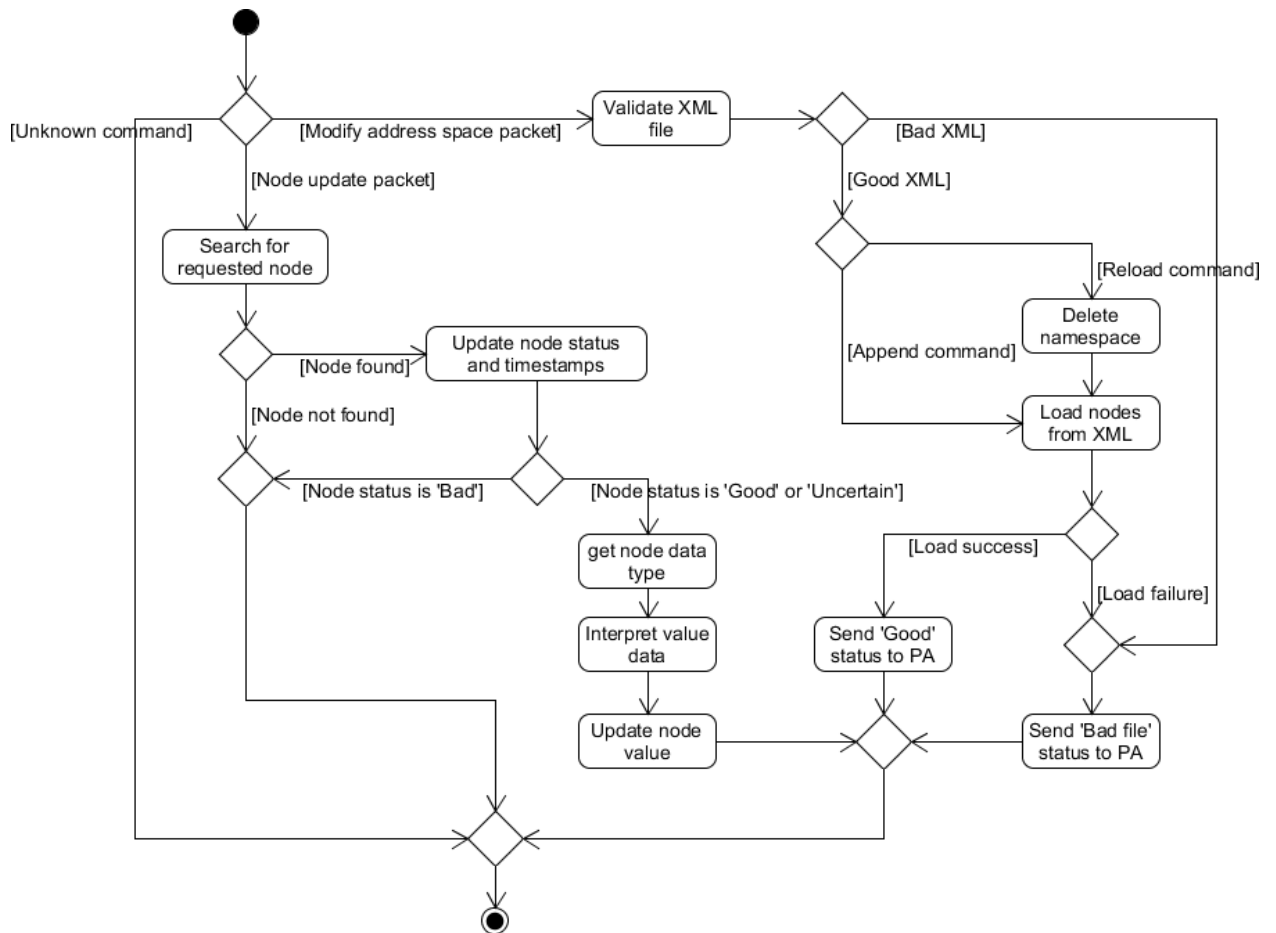 Validate XML
file
[Unknown command]
[Modify address space packet]
[Bad XML]
[Node update packet]
[Good XML]
Search for
requested node
[Reload command]
Delete
namespace
Update node status
and timestamps
[Node found]
[Append command]
[Node not found]
Load nodes
from XML
[Node status is 'Bad']
[Node status is 'Good' or 'Uncertain']
get node data
type
[Load success]
[Load failure]
Interpret value
data
Send 'Good'
status to PA
Update node
value
Send 'Bad file'
status to PA